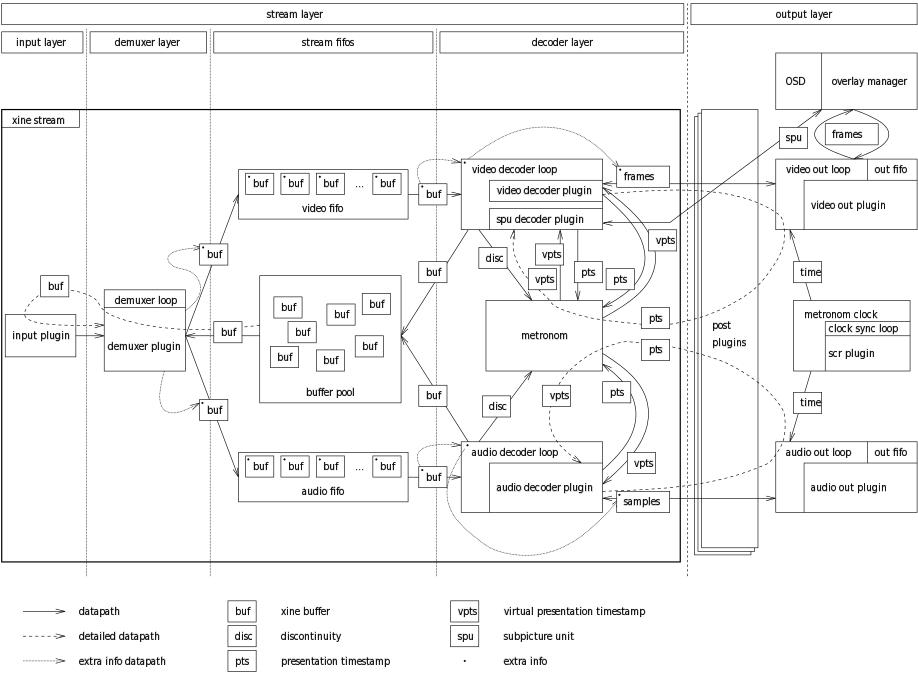 stream layer
output layer
input layer
demuxer layer
stream fifos
decoder layer
OSD
overlay manager
xine stream
spu
frames
buf
buf
buf
...
buf
video fifo
buf
video decoder loop
video decoder plugin
spu decoder plugin
frames
video out loop
out fifo
video out plugin
buf
disc
vpts
vpts
vpts
pts
pts
buf
buf
time
demuxer loop
demuxer plugin
input plugin
buf
buf
buf
buf
buf
buf
buf
buf
buffer pool
metronom
pts
pts
post
plugins
metronom clock
clock sync loop
scr plugin
buf
buf
disc
vpts
pts
time
vpts
buf
buf
buf
...
buf
audio fifo
buf
audio decoder loop
audio decoder plugin
samples
audio out loop
out fifo
audio out plugin
datapath
buf
xine buffer
vpts
virtual presentation timestamp
detailed datapath
disc
discontinuity
spu
subpicture unit
extra info datapath
pts
presentation timestamp
extra info